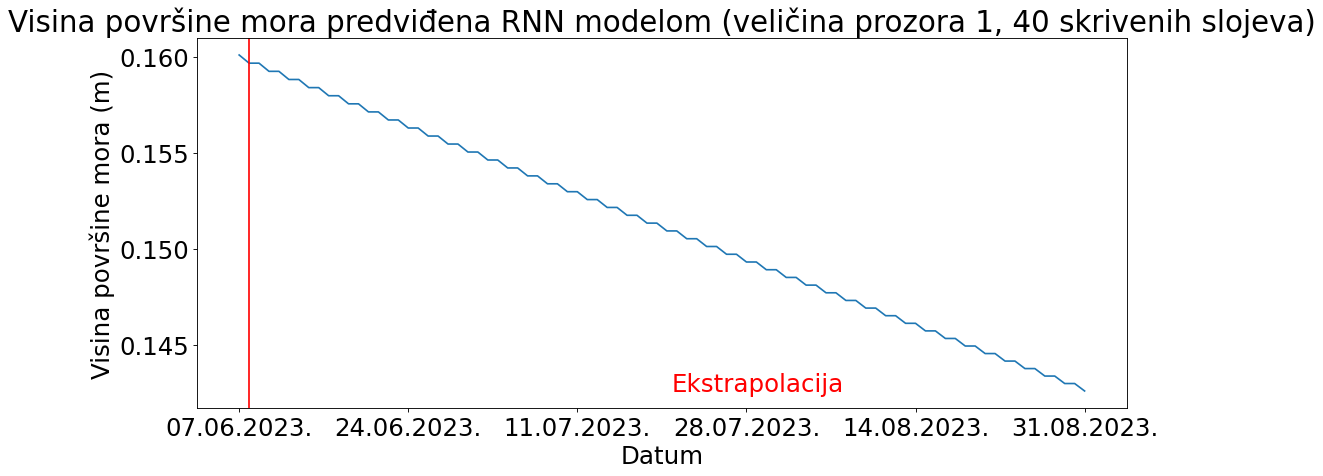 Visina površine mora predviđena RNN modelom (veličina prozora 1, 40 skrivenih slojeva)
Visina površine mora (m)
0.160
0.155
0.150
0.145
Ekstrapolacija
07.06.2023. 24.06.2023. 11.07.2023. 28.07.2023. 14.08.2023. 31.08.2023.
Datum